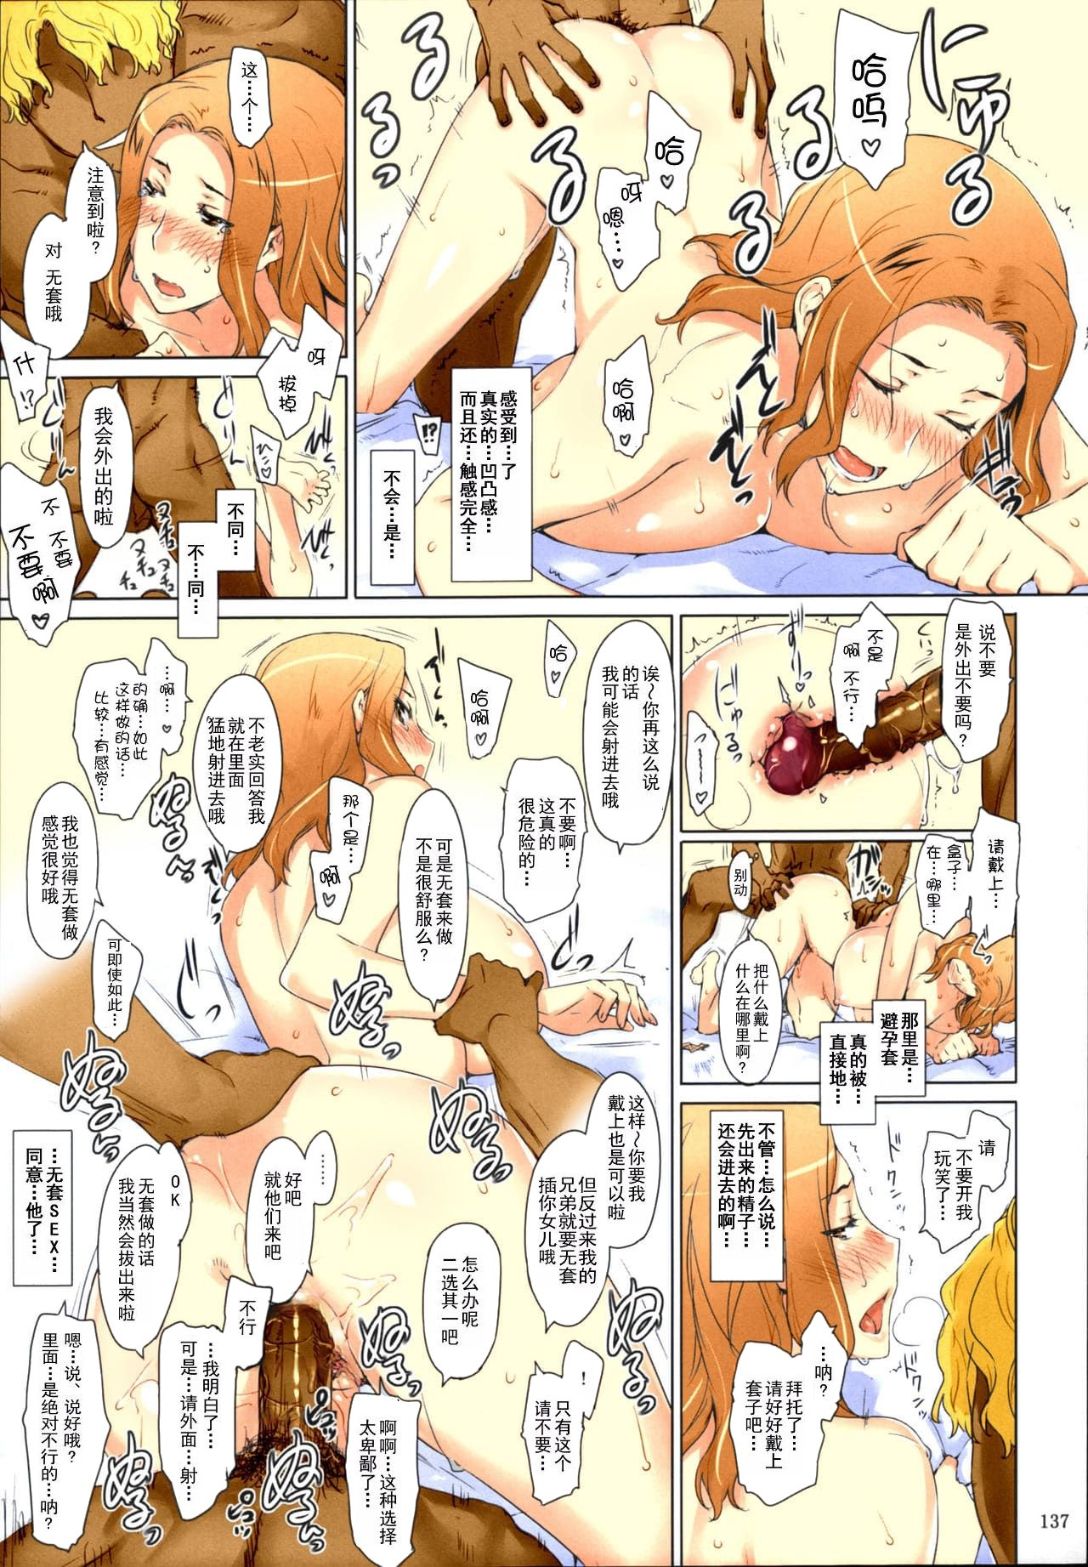 哈呜♡
哈♡
呀
嗯…♡
哈啊♡
感受到…了
真实的…凹凸感…
而且还…触感完全…
!?
不会…是…
にゅ
ぞく
ぞく
这…个…
注意到啦?
对 无套哦
呀
拔掉
什!?
我会外出的啦
不同…
不…同…
不 不要…
不要啊♡
说不要
是外出不要吗?
不是
啊 不行…
请戴上…
盒子…
在…哪里…
别动
把什么戴上
什么在哪里啊?
那里是…
避孕套
真的被…
直接地…
请
不要开我
玩笑了…
不管…怎么说…
先出来的精子…
还会进去的啊…
…呐?
拜托了…
请好好戴上
套子吧…
诶~你再这么说
的话
我可能会射进去哦
哈♡
哈啊♡
不要啊…
这真的
很危险的…
不老实回答我
就在里面
猛地射进去哦
可是无套来做
不是很舒服么?
那个是…
啊♡
…啊…♡
的确…如此
这样做的话…
比较…有感觉…
我也觉得无套做
感觉很好哦
可即使如此…
这样~你要我
戴上也是可以啦
但反过来我的
兄弟就要无套
插你女儿哦
怎么办呢
二选其一吧
!
只有这个
请不要…
啊啊…这种选择
太卑鄙了…
……
好吧
就他们来吧
不行
…我明白了…
可是…请外面…射…
OK
无套做的话
我当然会拔出来啦
…无套SEX…
同意…他了…
嗯…说、说好哦?
里面…是绝对不行的…呐?
137